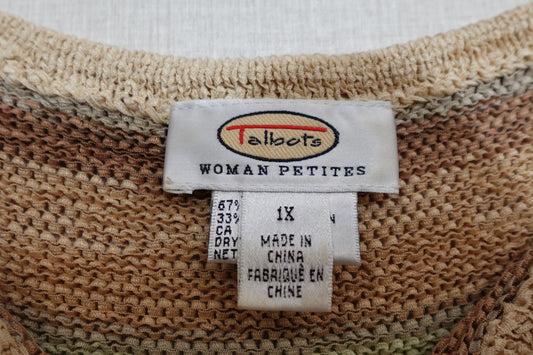 Talbots
WOMAN PETITES
67%
33% N
CA
DRY
NET
1X
MADE IN
CHINA
FABRIQUÉ EN
CHINE